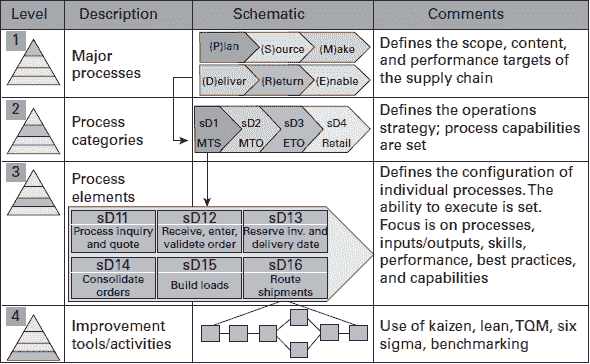 Level Description Schematic Comments
1
Major
processes
(P)lan (S)ource (M)ake
(D)eliver (R)eturn (E)nable
Defines the scope, content,
and performance targets of
the supply chain
2
Process
categories
sD1 sD2 sD3 sD4
MTS MTO ETO Retail
Defines the operations
strategy; process capabilities
are set
3
Process
elements
sD11 sD12 sD13
Process inquiry Receive, enter, Reserve inv. and
and quote validate order delivery date
sD14 sD15 sD16
Consolidate Build loads Route
orders shipments
Defines the configuration of
individual processes. The
ability to execute is set.
Focus is on processes,
inputs/outputs, skills,
performance, best practices,
and capabilities
4
Improvement
tools/activities
Use of kaizen, lean, TQM, six
sigma, benchmarking